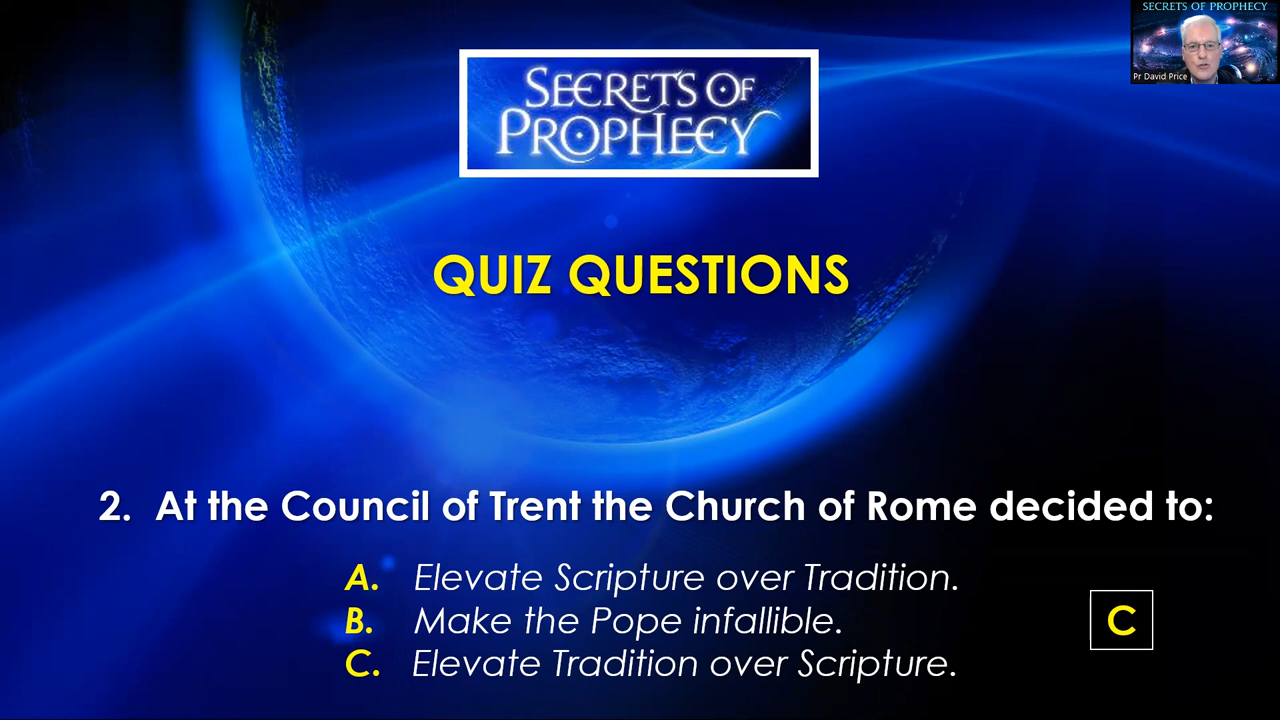 SECRETS OF PROPHECY
Pr David Price
SECRETS OF
PROPHECY
QUIZ QUESTIONS
2. At the Council of Trent the Church of Rome decided to:
A. Elevate Scripture over Tradition.
B. Make the Pope infallible.
C. Elevate Tradition over Scripture.
C